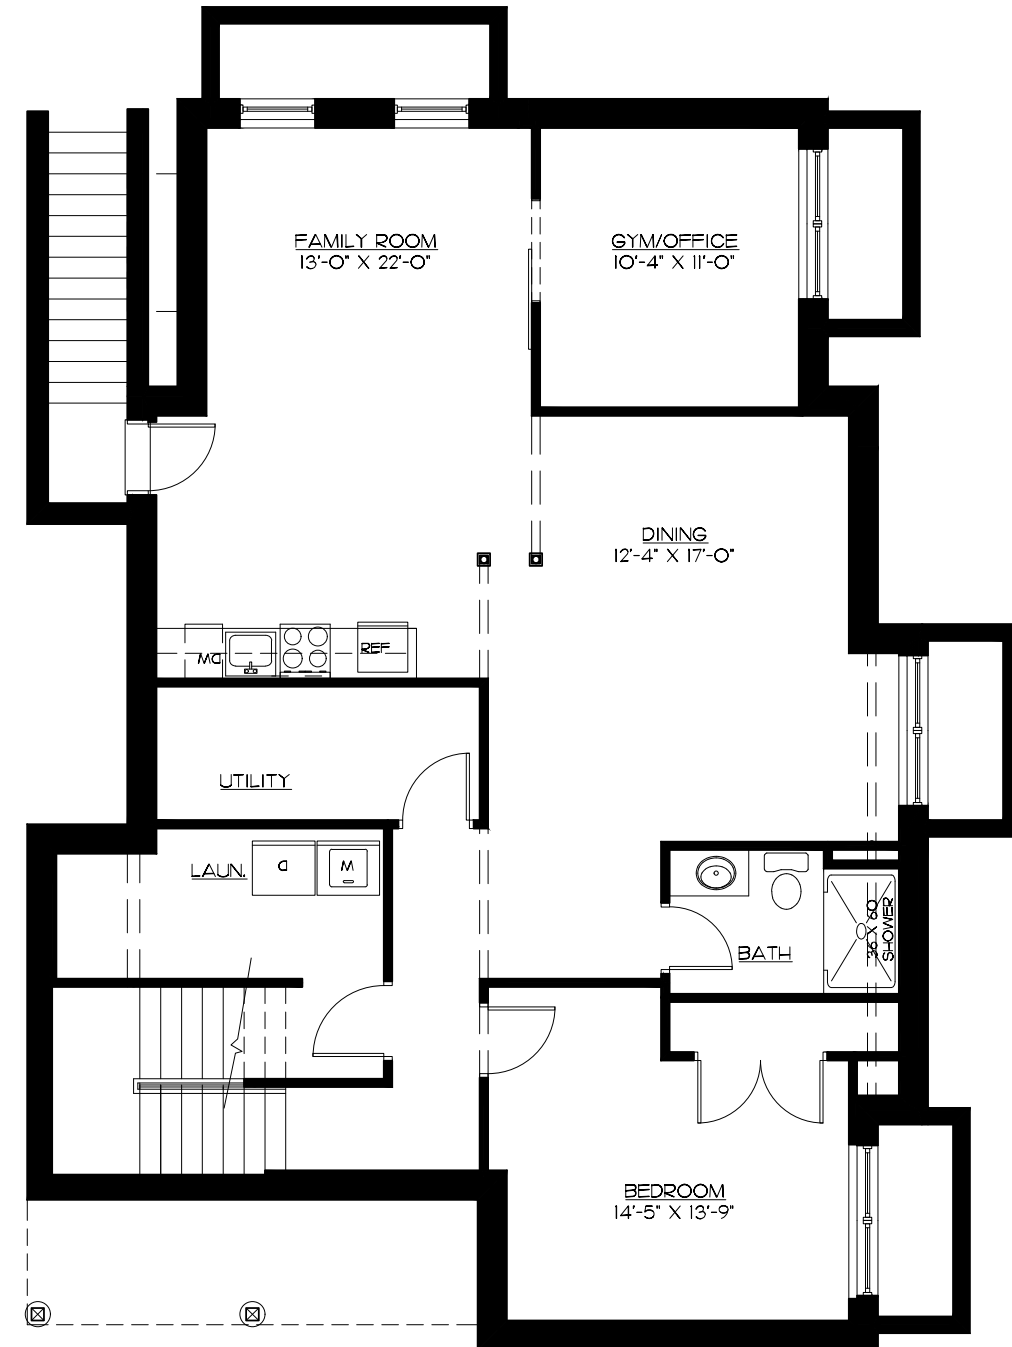 FAMILY ROOM
13'-0" X 22'-0"
GYM/OFFICE
10'-4" X 11'-0"
DINING
12'-4" X 17'-0"
DW
REF
UTILITY
LAUN.
D
W
BATH
36 X 60
SHOWER
BEDROOM
14'-5" X 13'-9"